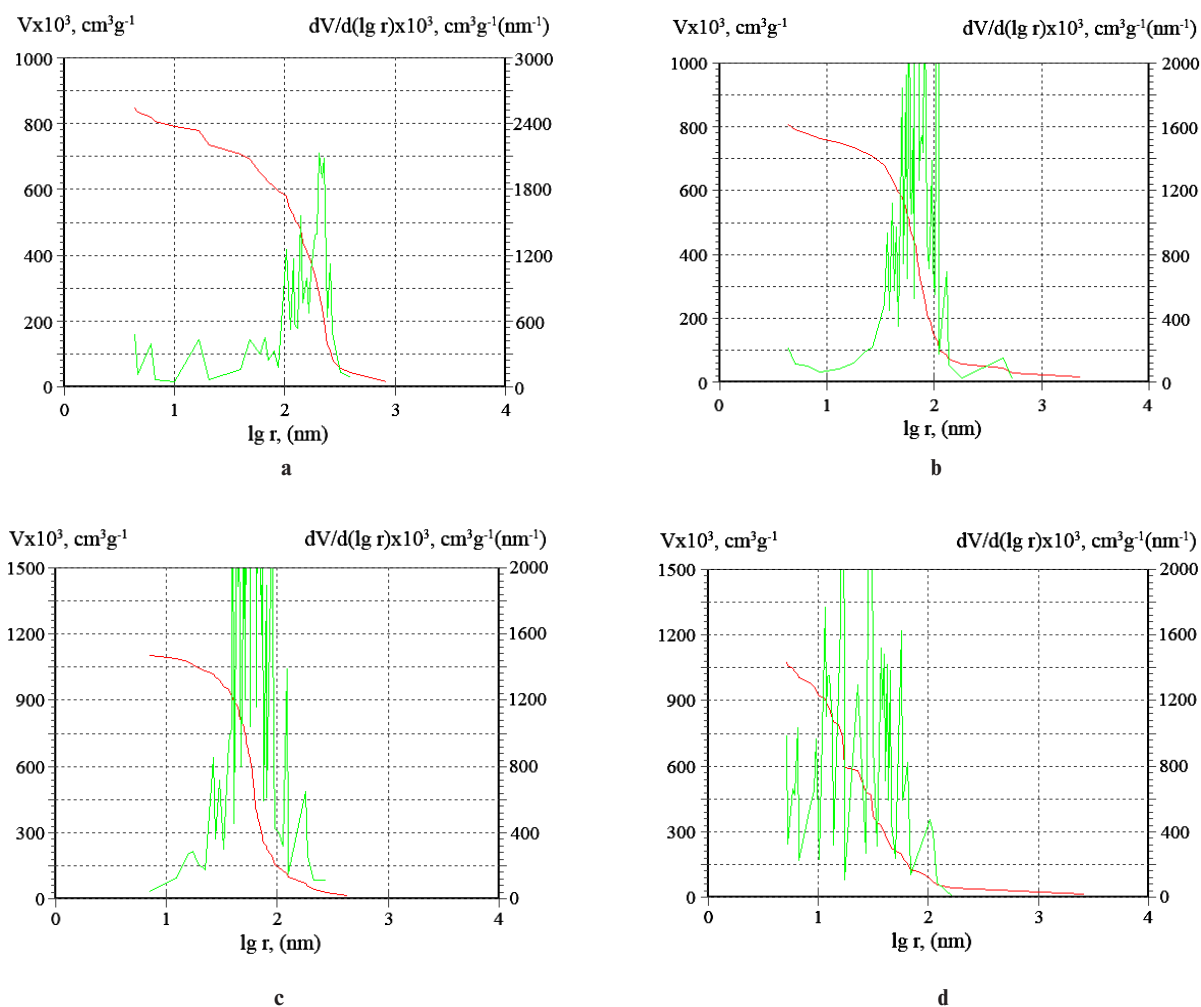 Vx10³, cm³g⁻¹ dV/d(lg r)x10³, cm³g⁻¹(nm⁻¹)
1000 3000
800 2400
600 1800
400 1200
200 600
0 0
0 1 2 3 4
lg r, (nm)
a
Vx10³, cm³g⁻¹ dV/d(lg r)x10³, cm³g⁻¹(nm⁻¹)
1000 2000
800 1600
600 1200
400 800
200 400
0 0
0 1 2 3 4
lg r, (nm)
b
Vx10³, cm³g⁻¹ dV/d(lg r)x10³, cm³g⁻¹(nm⁻¹)
1500 2000
1200 1600
900 1200
600 800
300 400
0 0
0 1 2 3 4
lg r, (nm)
c
Vx10³, cm³g⁻¹ dV/d(lg r)x10³, cm³g⁻¹(nm⁻¹)
1500 2000
1200 1600
900 1200
600 800
300 400
0 0
0 1 2 3 4
lg r, (nm)
d